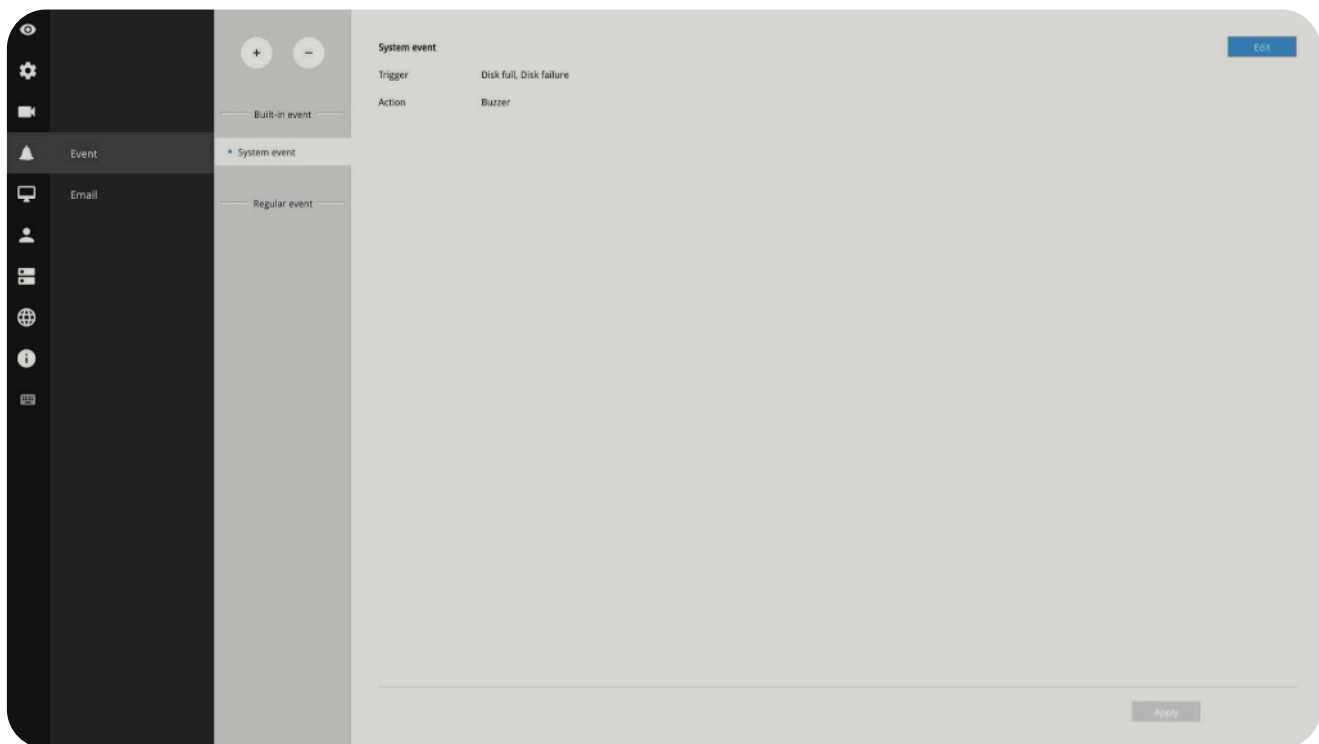 Event
Email
+ −
Built-in event
System event
Regular event
System event
Edit
Trigger Disk full, Disk failure
Action Buzzer
Apply